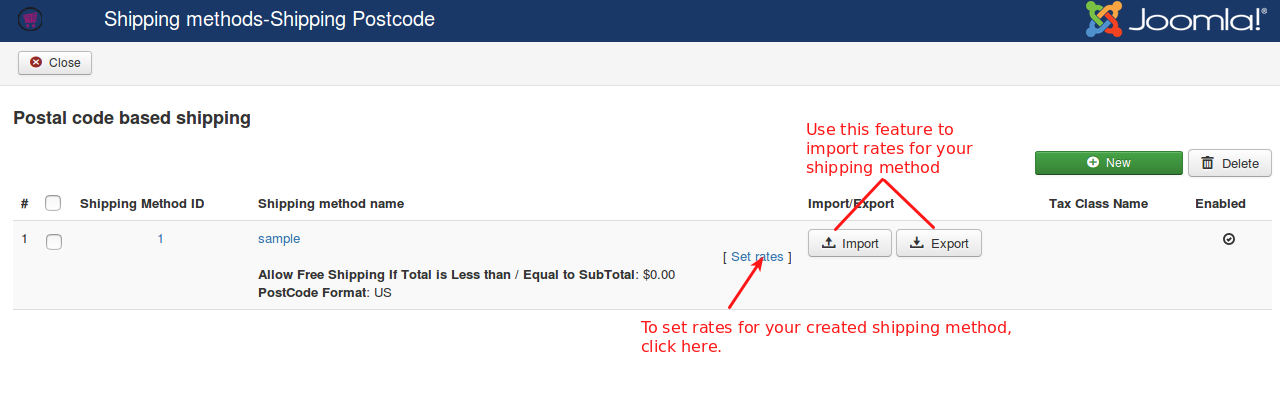 Shipping methods-Shipping Postcode
Joomla!®
Close
Postal code based shipping
Use this feature to
import rates for your
shipping method
New
Delete
# Shipping Method ID Shipping method name Import/Export Tax Class Name Enabled
1 1 sample Import Export
[ Set rates ]
Allow Free Shipping If Total is Less than / Equal to SubTotal: $0.00
PostCode Format: US
To set rates for your created shipping method,
click here.